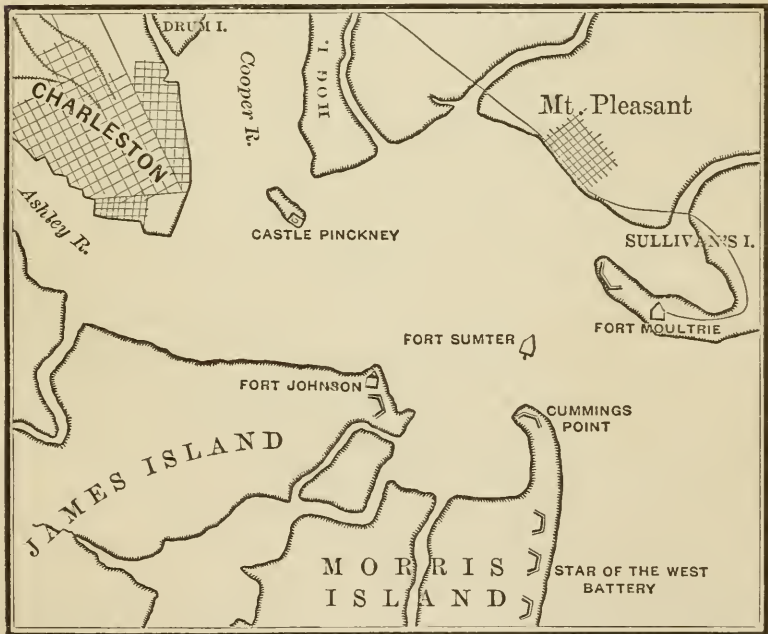 DRUM I.
Cooper R.
HOG I.
CHARLESTON
Mt. Pleasant
Ashley R.
CASTLE PINCKNEY
SULLIVAN'S I.
FORT MOULTRIE
FORT SUMTER
FORT JOHNSON
CUMMINGS
POINT
JAMES ISLAND
MORRIS
ISLAND
STAR OF THE WEST
BATTERY